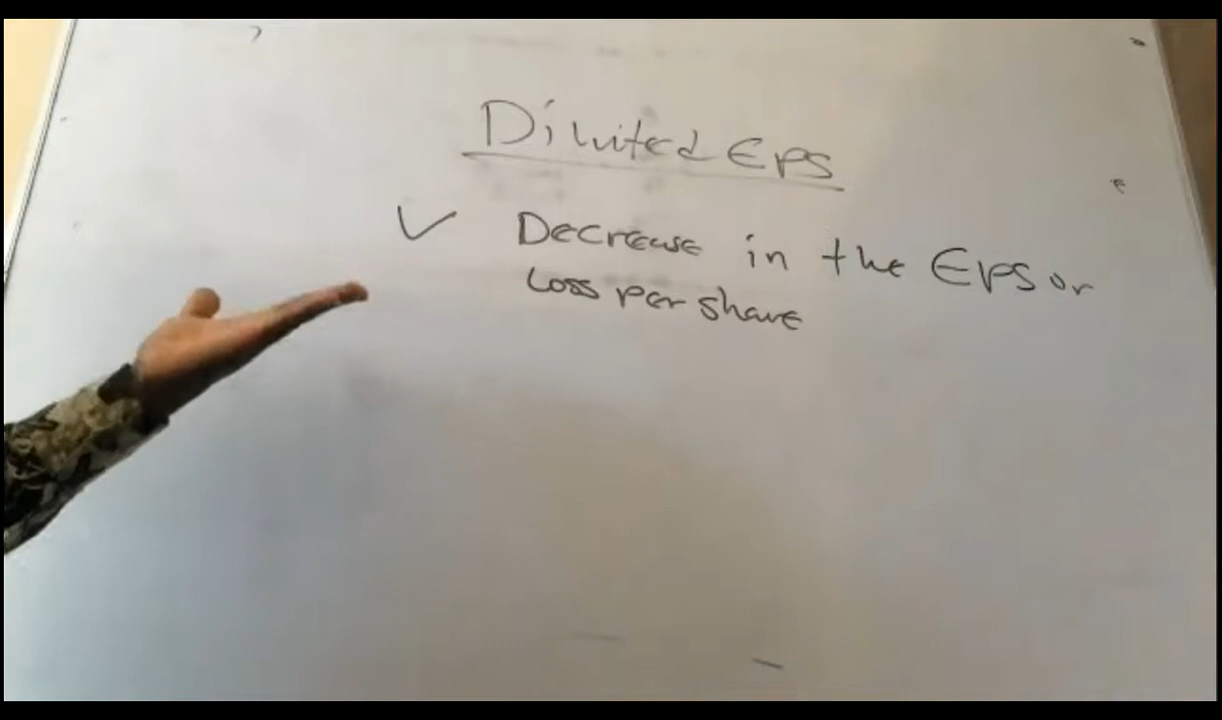 Diluted EPS
✓ Decrease in the EPS or
Loss per share